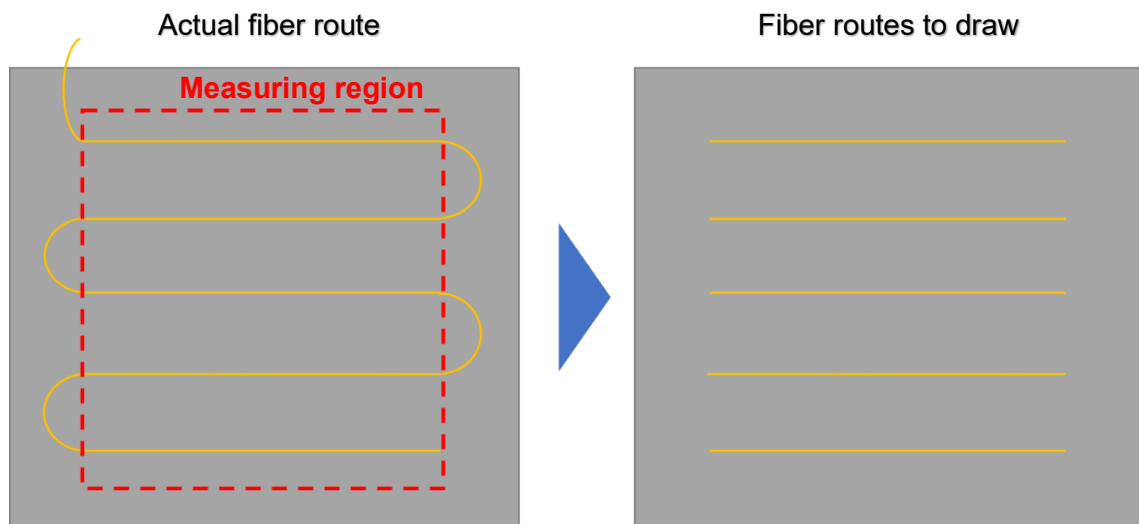 Actual fiber route
Fiber routes to draw
Measuring region